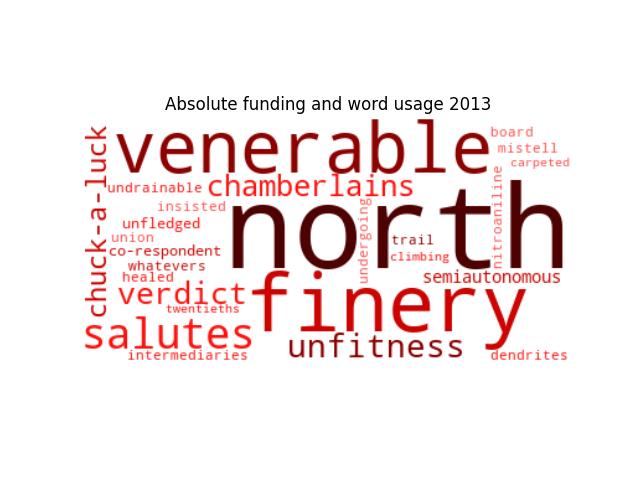 Absolute funding and word usage 2013
venerable
board
mistell
carpeted
chuck-a-luck
undrainable
chamberlains
nitroaniline
north
insisted
undergoing
unfledged
union
trail
co-respondent
climbing
whatevers
healed
semiautonomous
verdict
finery
twentieths
salutes
unfitness
intermediaries
dendrites